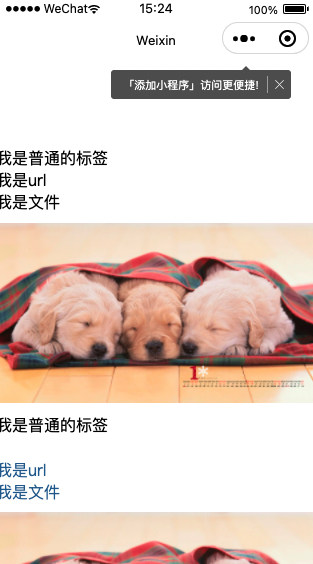 WeChat 15:24 100%
Weixin
「添加小程序」访问更便捷!
我是普通的标签
我是url
我是文件
1*
我是普通的标签
我是url
我是文件